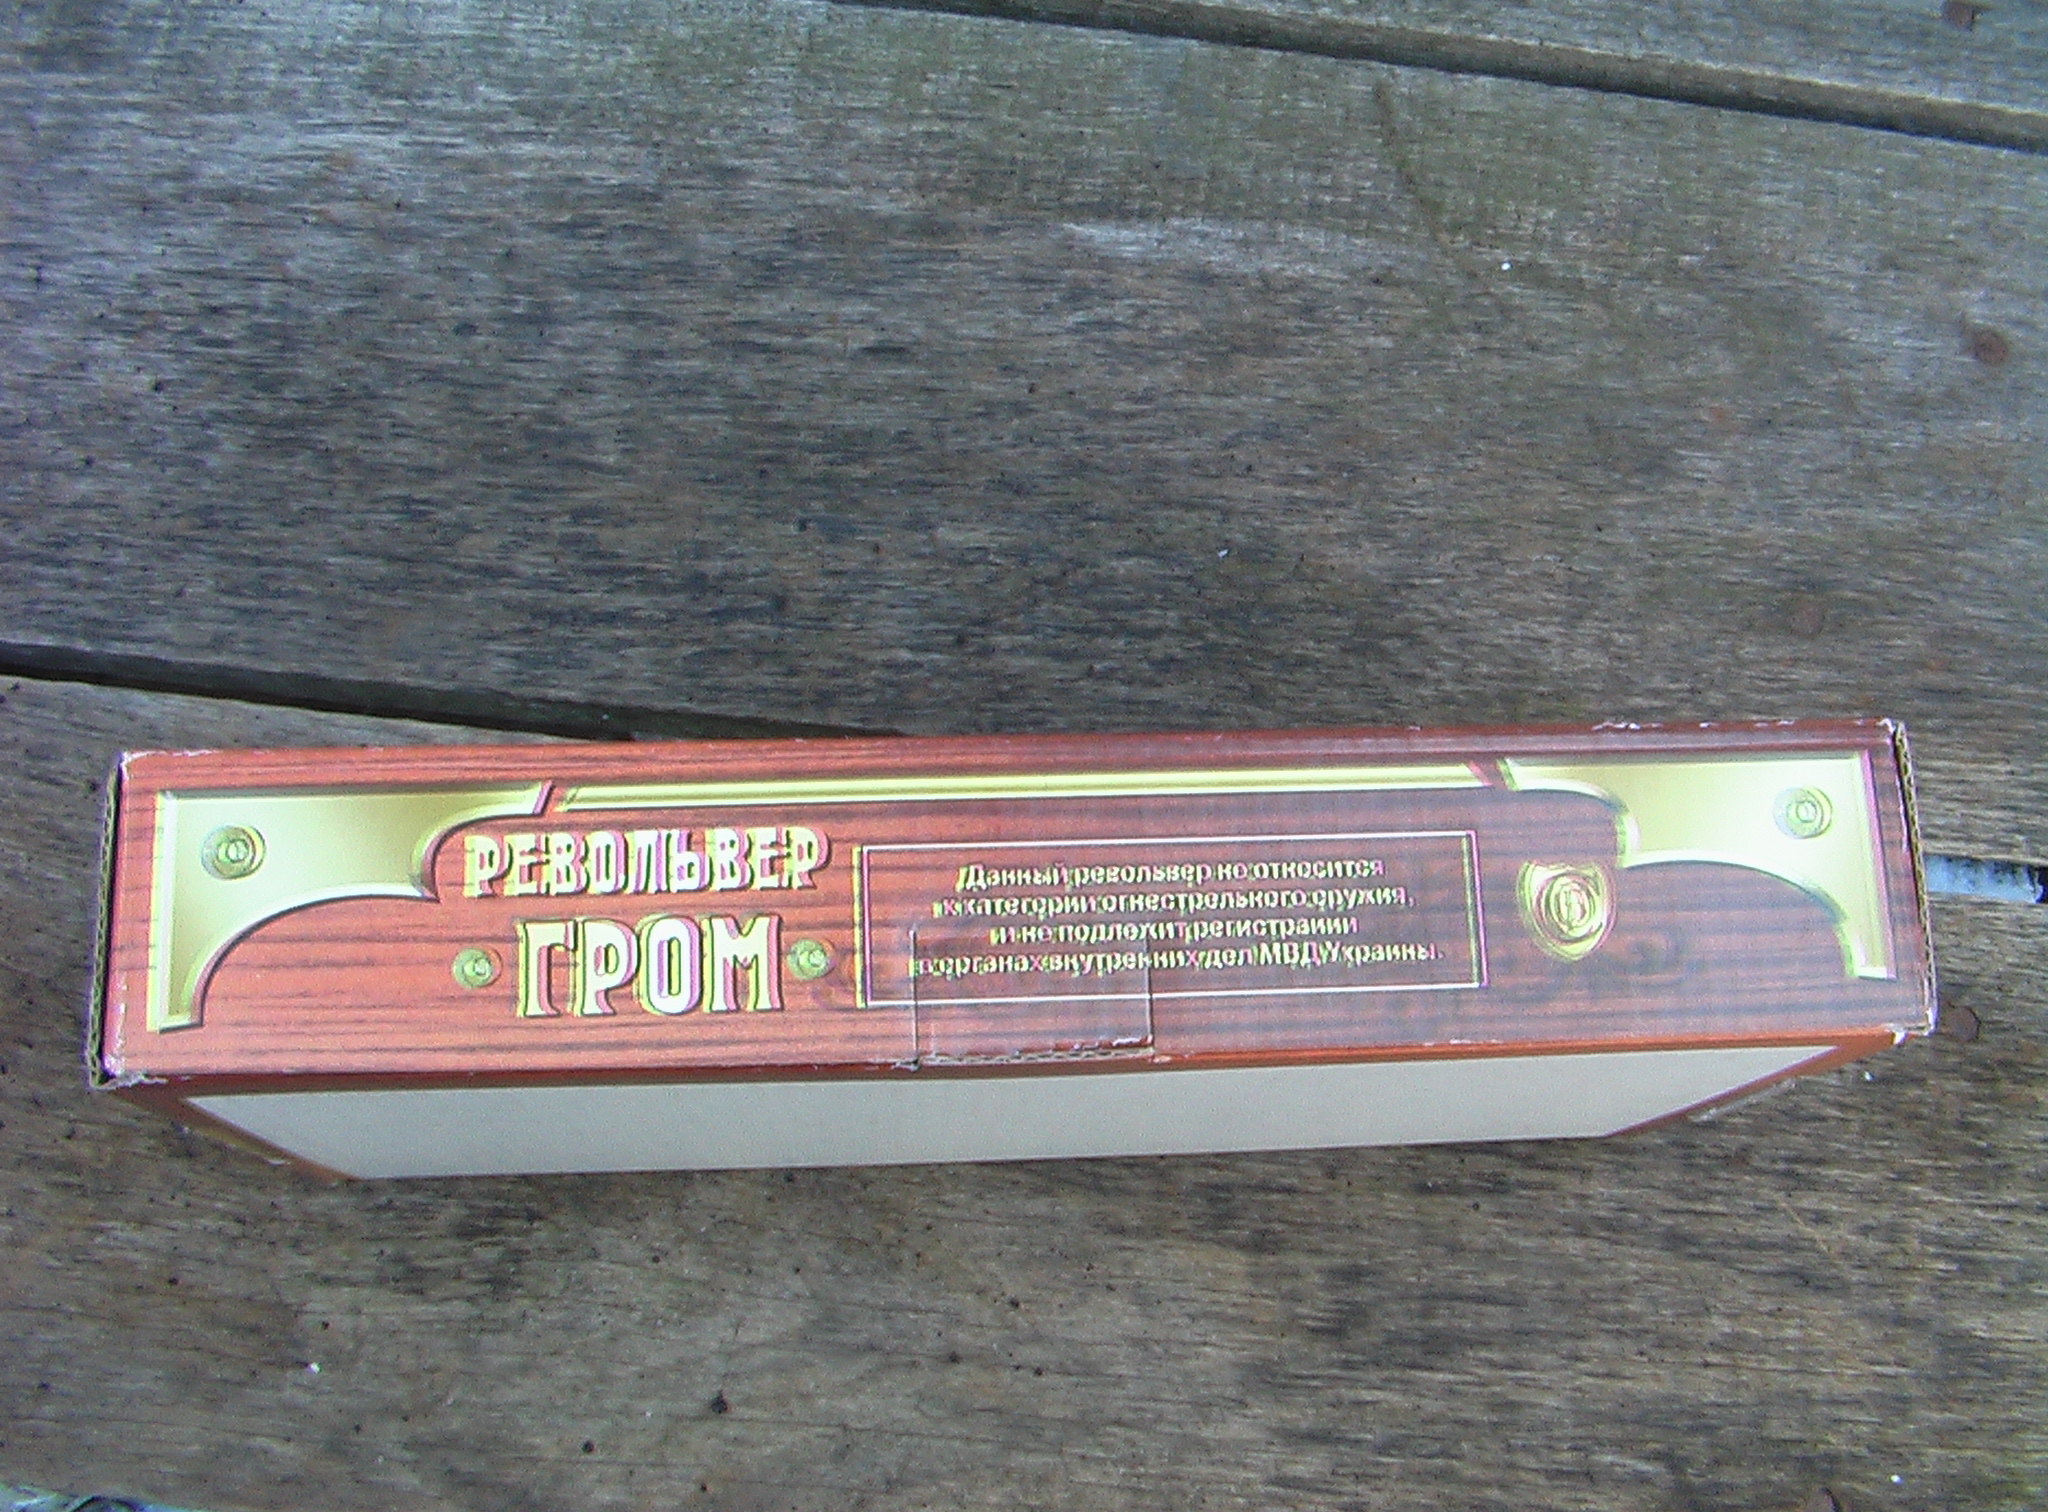 РЕВОЛЬВЕР
ГРОМ
Данный револьвер не относится
к категории огнестрельного оружия,
и не подлежит регистрации
в органах внутренних дел МВД Украины.